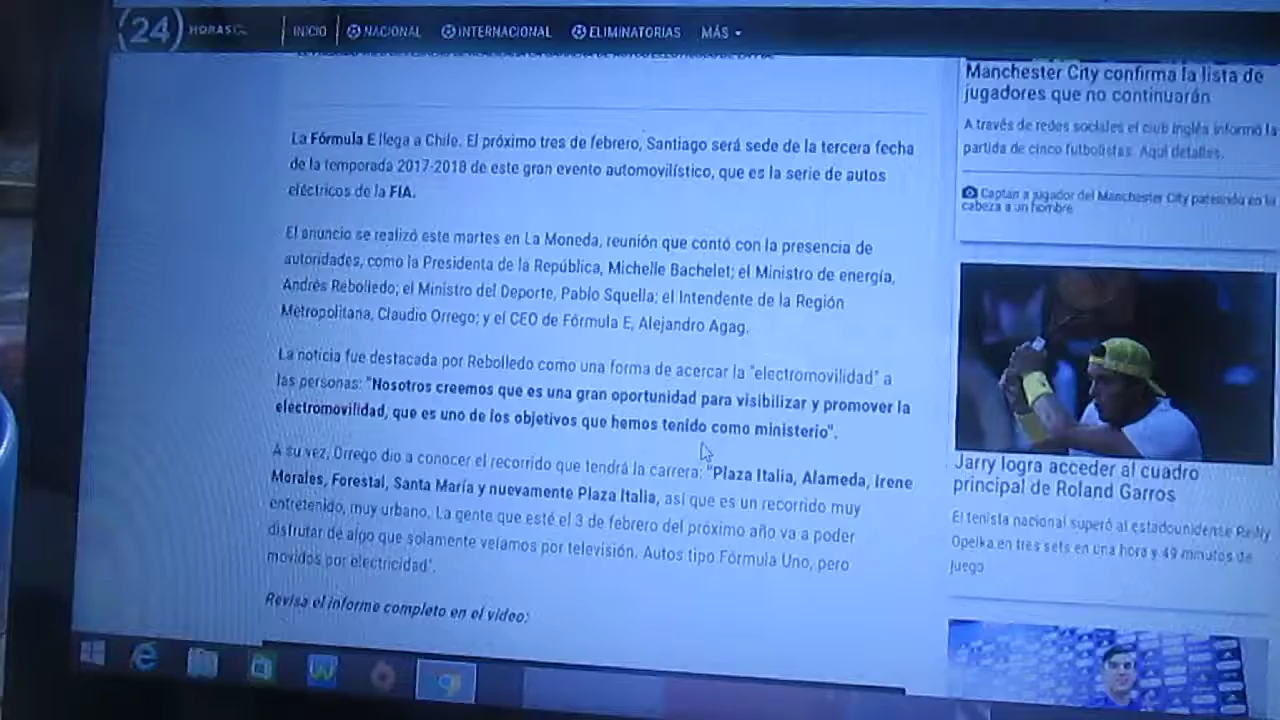 24 HORAS
INICIO NACIONAL INTERNACIONAL ELIMINATORIAS MÁS
La Fórmula E llega a Chile. El próximo tres de febrero, Santiago será sede de la tercera fecha
de la temporada 2017-2018 de este gran evento automovilístico, que es la serie de autos
eléctricos de la FIA.
El anuncio se realizó este martes en La Moneda, reunión que contó con la presencia de
autoridades, como la Presidenta de la República, Michelle Bachelet; el Ministro de energía,
Andrés Rebolledo; el Ministro del Deporte, Pablo Squella; el Intendente de la Región
Metropolitana, Claudio Orrego; y el CEO de Fórmula E, Alejandro Agag.
La noticia fue destacada por Rebolledo como una forma de acercar la "electromovilidad" a
las personas: "Nosotros creemos que es una gran oportunidad para visibilizar y promover la
electromovilidad, que es uno de los objetivos que hemos tenido como ministerio".
A su vez, Orrego dio a conocer el recorrido que tendrá la carrera: "Plaza Italia, Alameda, Irene
Morales, Forestal, Santa María y nuevamente Plaza Italia, así que es un recorrido muy
entretenido, muy urbano. La gente que esté el 3 de febrero del próximo año va a poder
disfrutar de algo que solamente veíamos por televisión. Autos tipo Fórmula Uno, pero
movidos por electricidad".
Revisa el informe completo en el video:
Manchester City confirma la lista de
jugadores que no continuarán
A través de redes sociales el club inglés informó la
partida de cinco futbolistas. Aquí detalles.
Captan a jugador del Manchester City pateando en la
cabeza a un hombre
Jarry logra acceder al cuadro
principal de Roland Garros
El tenista nacional superó al estadounidense Reilly
Opelka en tres sets en una hora y 49 minutos de
juego